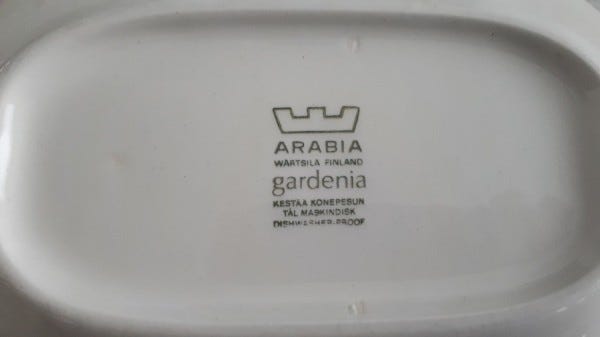 ARABIA
WÄRTSILÄ FINLAND
gardenia
KESTÄÄ KONEPESUN
TÅL MASKINDISK
DISHWASHER-PROOF